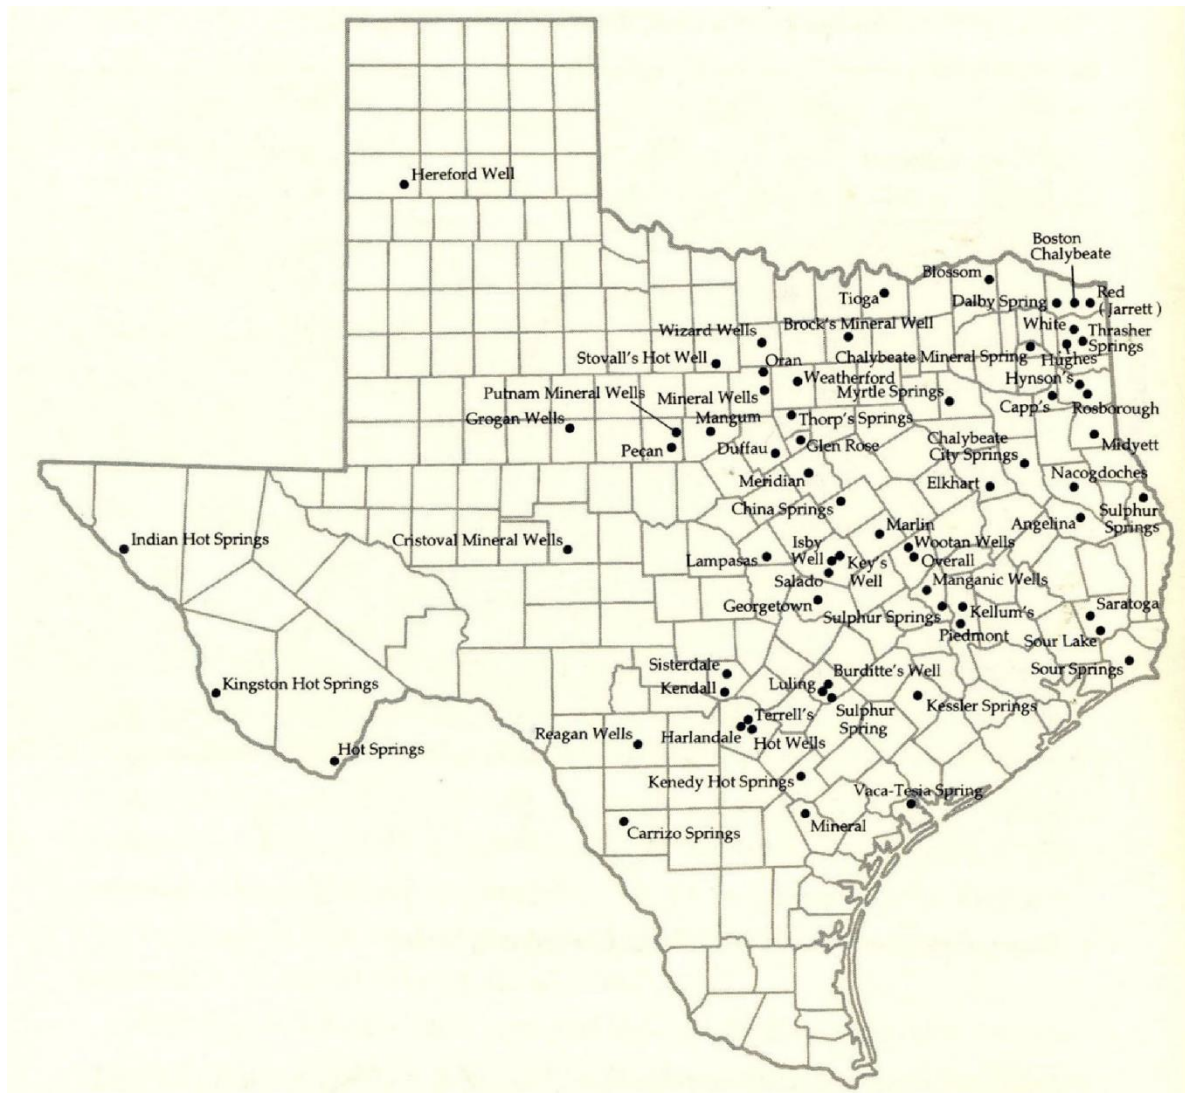 Hereford Well
Boston
Chalybeate
Blossom
Tioga
Dalby Spring
Red
( Jarrett )
Wizard Wells
Brock's Mineral Well
White
Thrasher
Springs
Stovall's Hot Well
Oran
Chalybeate Mineral Spring
Hughes
Putnam Mineral Wells
Mineral Wells
Weatherford
Myrtle Springs
Hynson's
Capp's
Rosborough
Grogan Wells
Mangum
Thorp's Springs
Pecan
Duffau
Glen Rose
Chalybeate
City Springs
Midyett
Meridian
Elkhart
Nacogdoches
China Springs
Angelina
Sulphur
Springs
Indian Hot Springs
Cristoval Mineral Wells
Lampasas
Isby
Well
Key's
Well
Marlin
Wootan Wells
Overall
Salado
Manganic Wells
Georgetown
Sulphur Springs
Kellum's
Saratoga
Piedmont
Sour Lake
Sour Springs
Kingston Hot Springs
Sisterdale
Kendall
Luling
Burditte's Well
Sulphur
Spring
Kessler Springs
Hot Springs
Reagan Wells
Harlandale
Terrell's
Hot Wells
Kenedy Hot Springs
Vaca-Tesia Spring
Carrizo Springs
Mineral